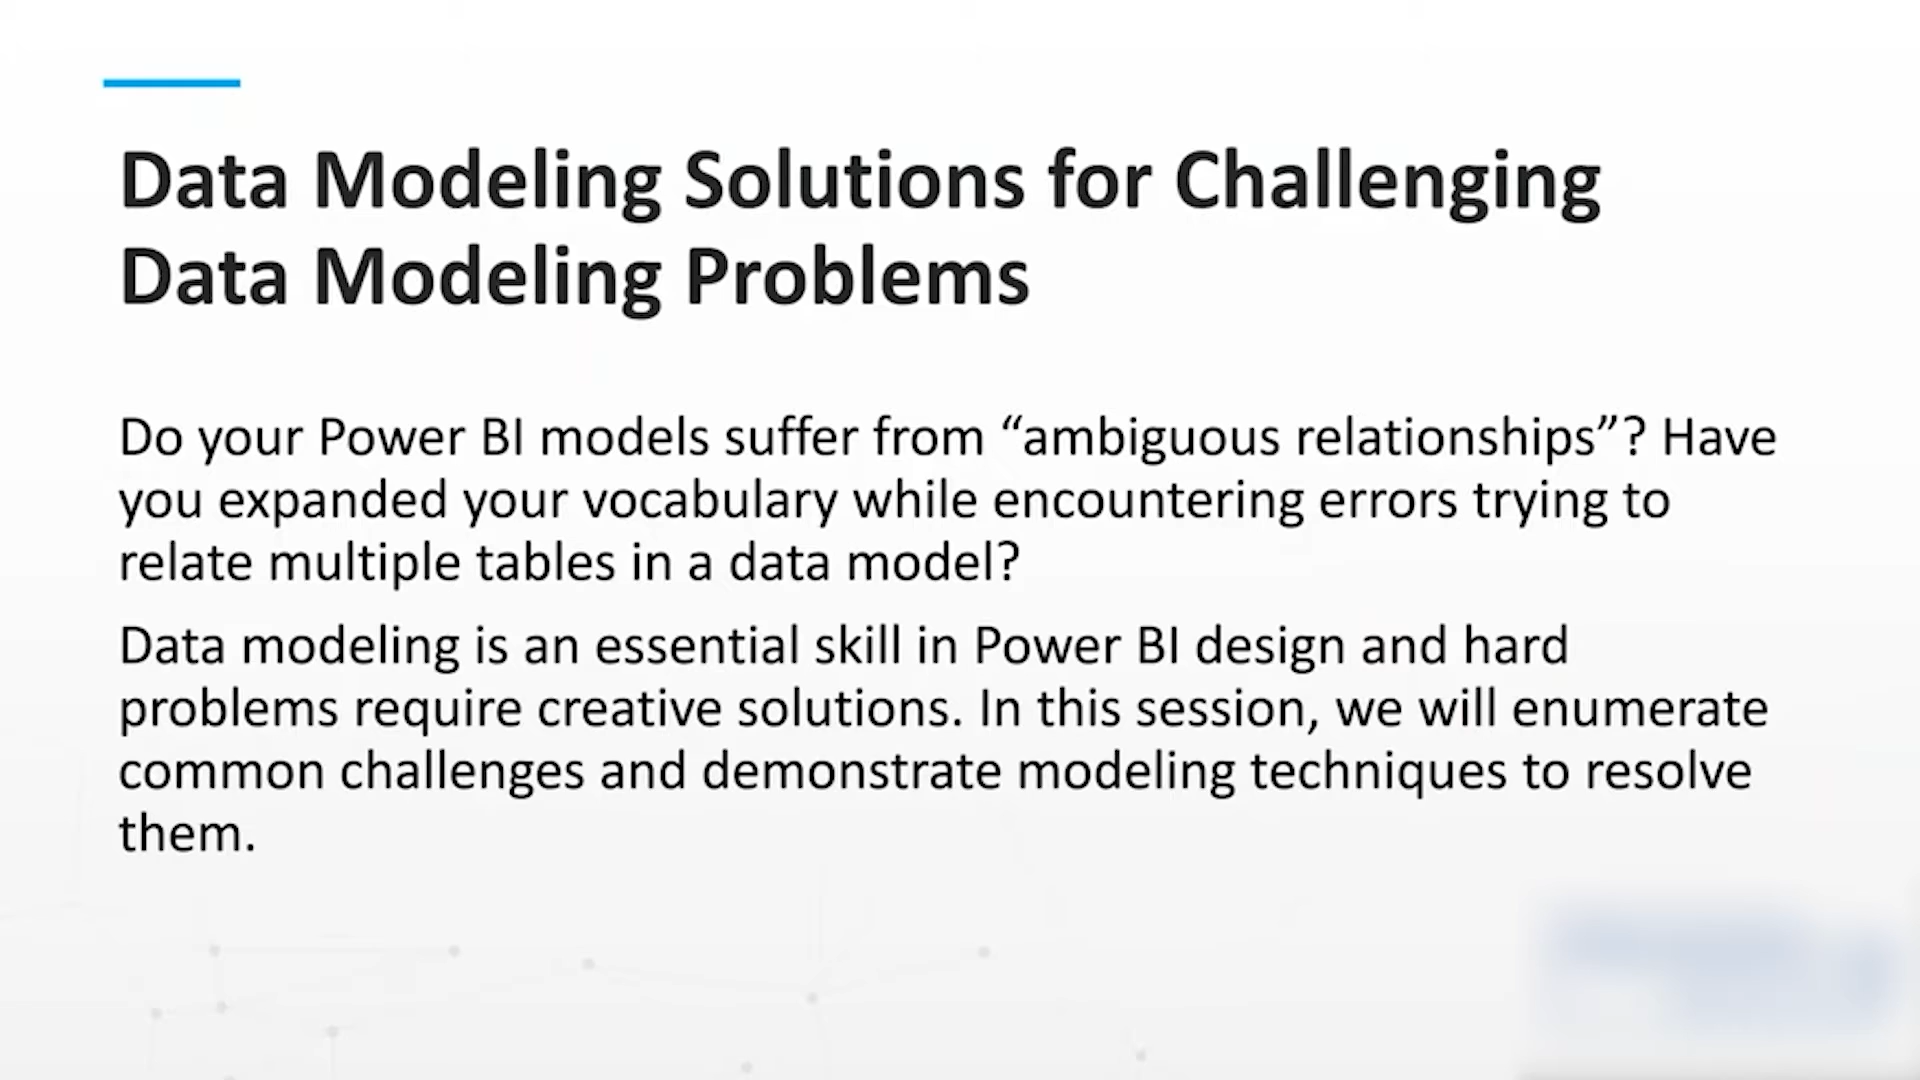 Data Modeling Solutions for Challenging
Data Modeling Problems
Do your Power BI models suffer from “ambiguous relationships”? Have
you expanded your vocabulary while encountering errors trying to
relate multiple tables in a data model?
Data modeling is an essential skill in Power BI design and hard
problems require creative solutions. In this session, we will enumerate
common challenges and demonstrate modeling techniques to resolve
them.